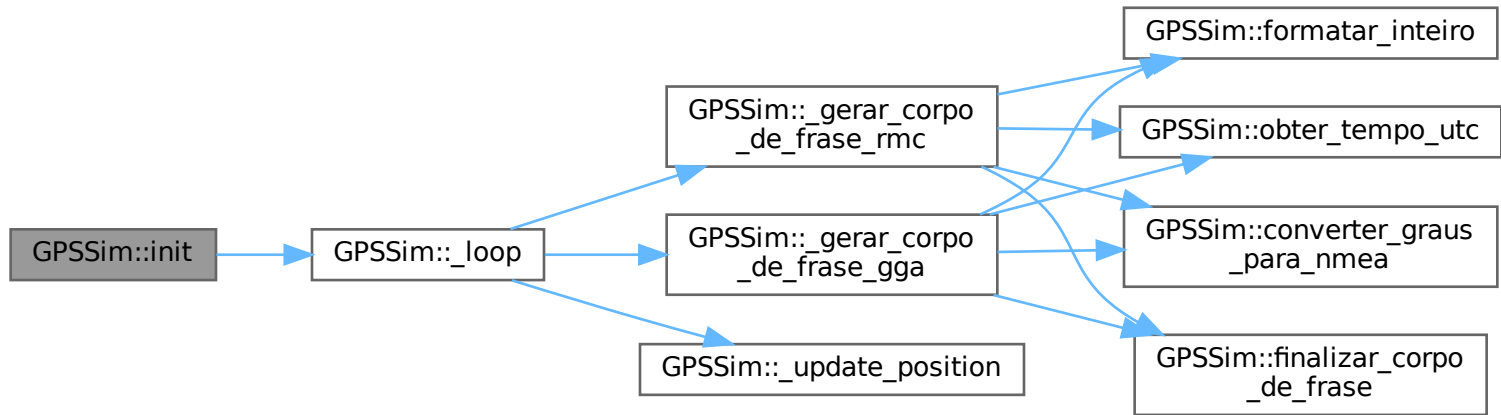 GPSSim::init
GPSSim::_loop
GPSSim::_gerar_corpo
_de_frase_rmc
GPSSim::_gerar_corpo
_de_frase_gga
GPSSim::_update_position
GPSSim::formatar_inteiro
GPSSim::obter_tempo_utc
GPSSim::converter_graus
_para_nmea
GPSSim::finalizar_corpo
_de_frase